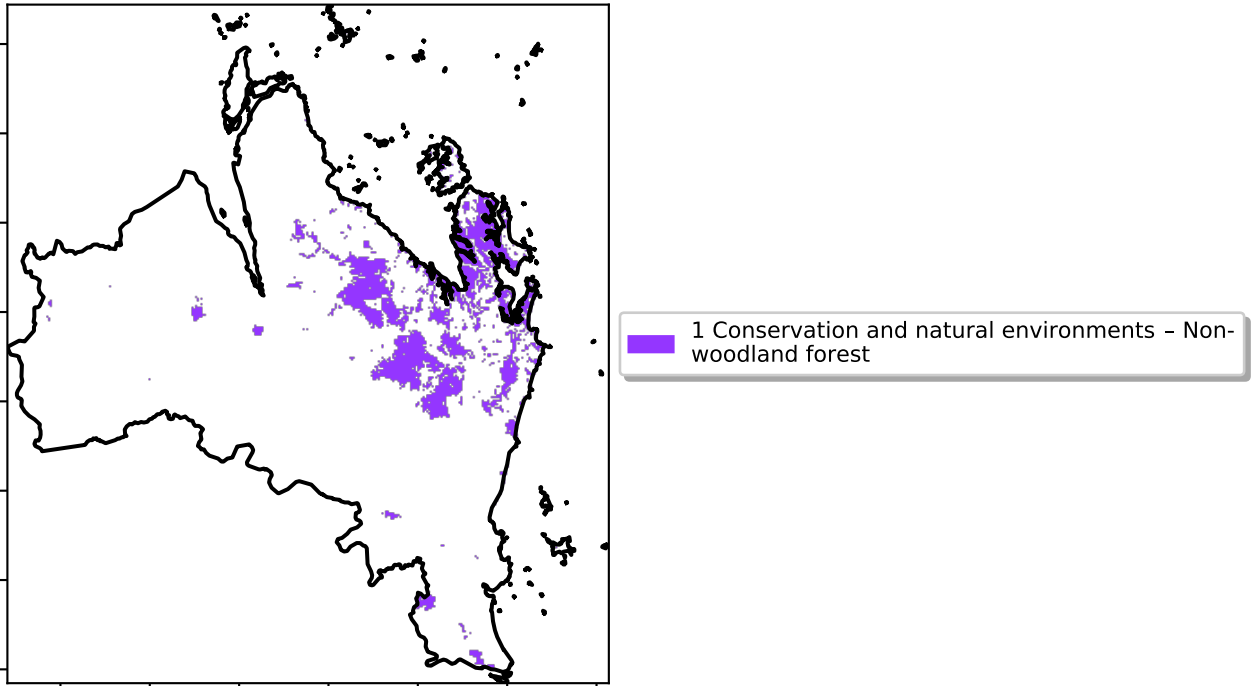 1 Conservation and natural environments – Non-
woodland forest